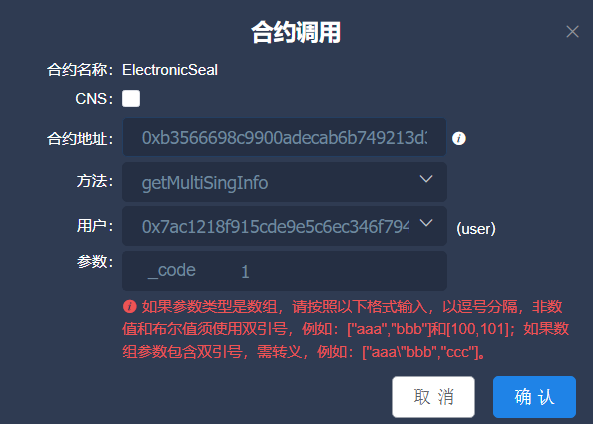 合约调用
合约名称： ElectronicSeal
CNS：
合约地址： 0xb3566698c9900adecab6b749213d3
方法： getMultiSingInfo
用户： 0x7ac1218f915cde9e5c6ec346f794 (user)
参数： _code 1
如果参数类型是数组，请按照以下格式输入，以逗号分隔，非数
值和布尔值须使用双引号，例如：["aaa","bbb"]和[100,101]；如果数
组参数包含双引号，需转义，例如：["aaa\"bbb","ccc"]。
取 消 确 认